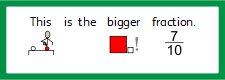 This is the bigger fraction.
!
7/10